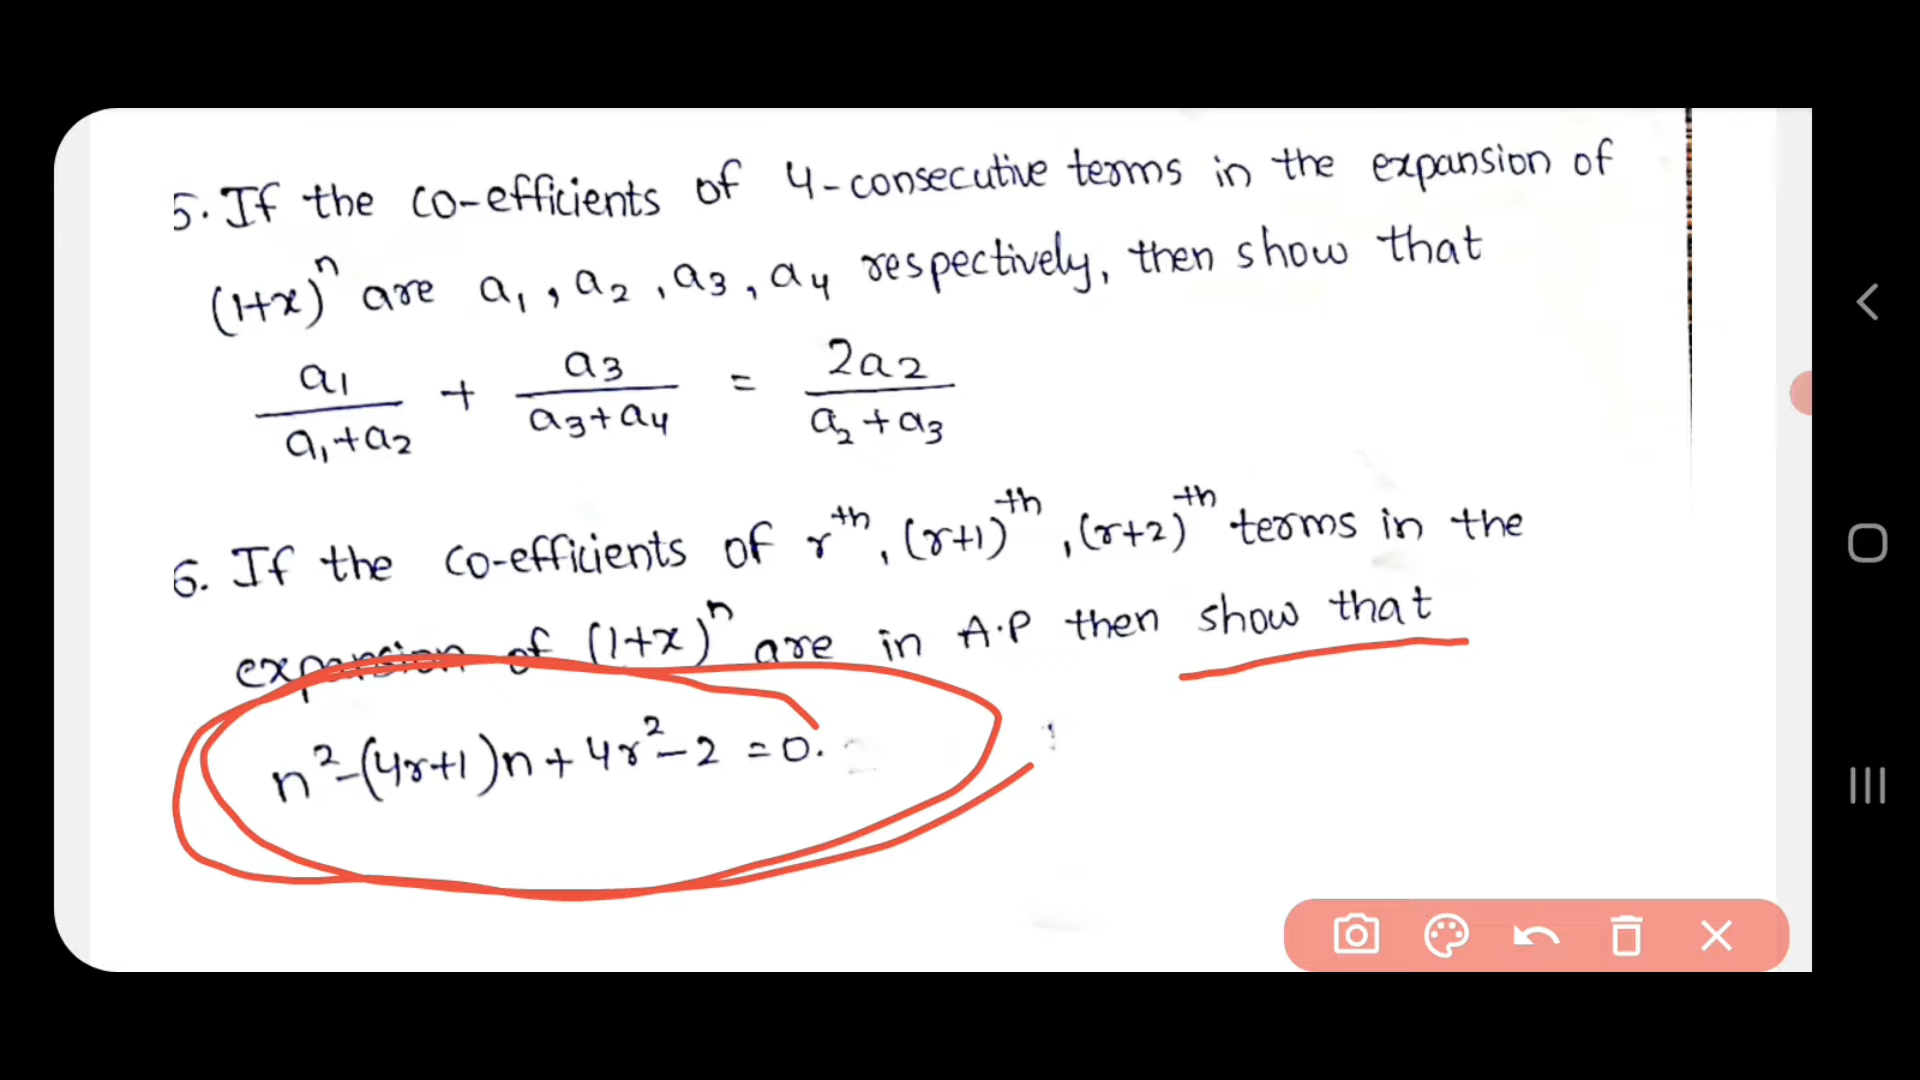 5. If the co-efficients of 4-consecutive terms in the expansion of
(1+x)^n are a₁, a₂, a₃, a₄ respectively, then show that
a₁/(a₁+a₂) + a₃/(a₃+a₄) = 2a₂/(a₂+a₃)
6. If the co-efficients of r^th, (r+1)^th, (r+2)^th terms in the
expansion of (1+x)^n are in A.P then show that
n²-(4r+1)n+4r²-2=0.